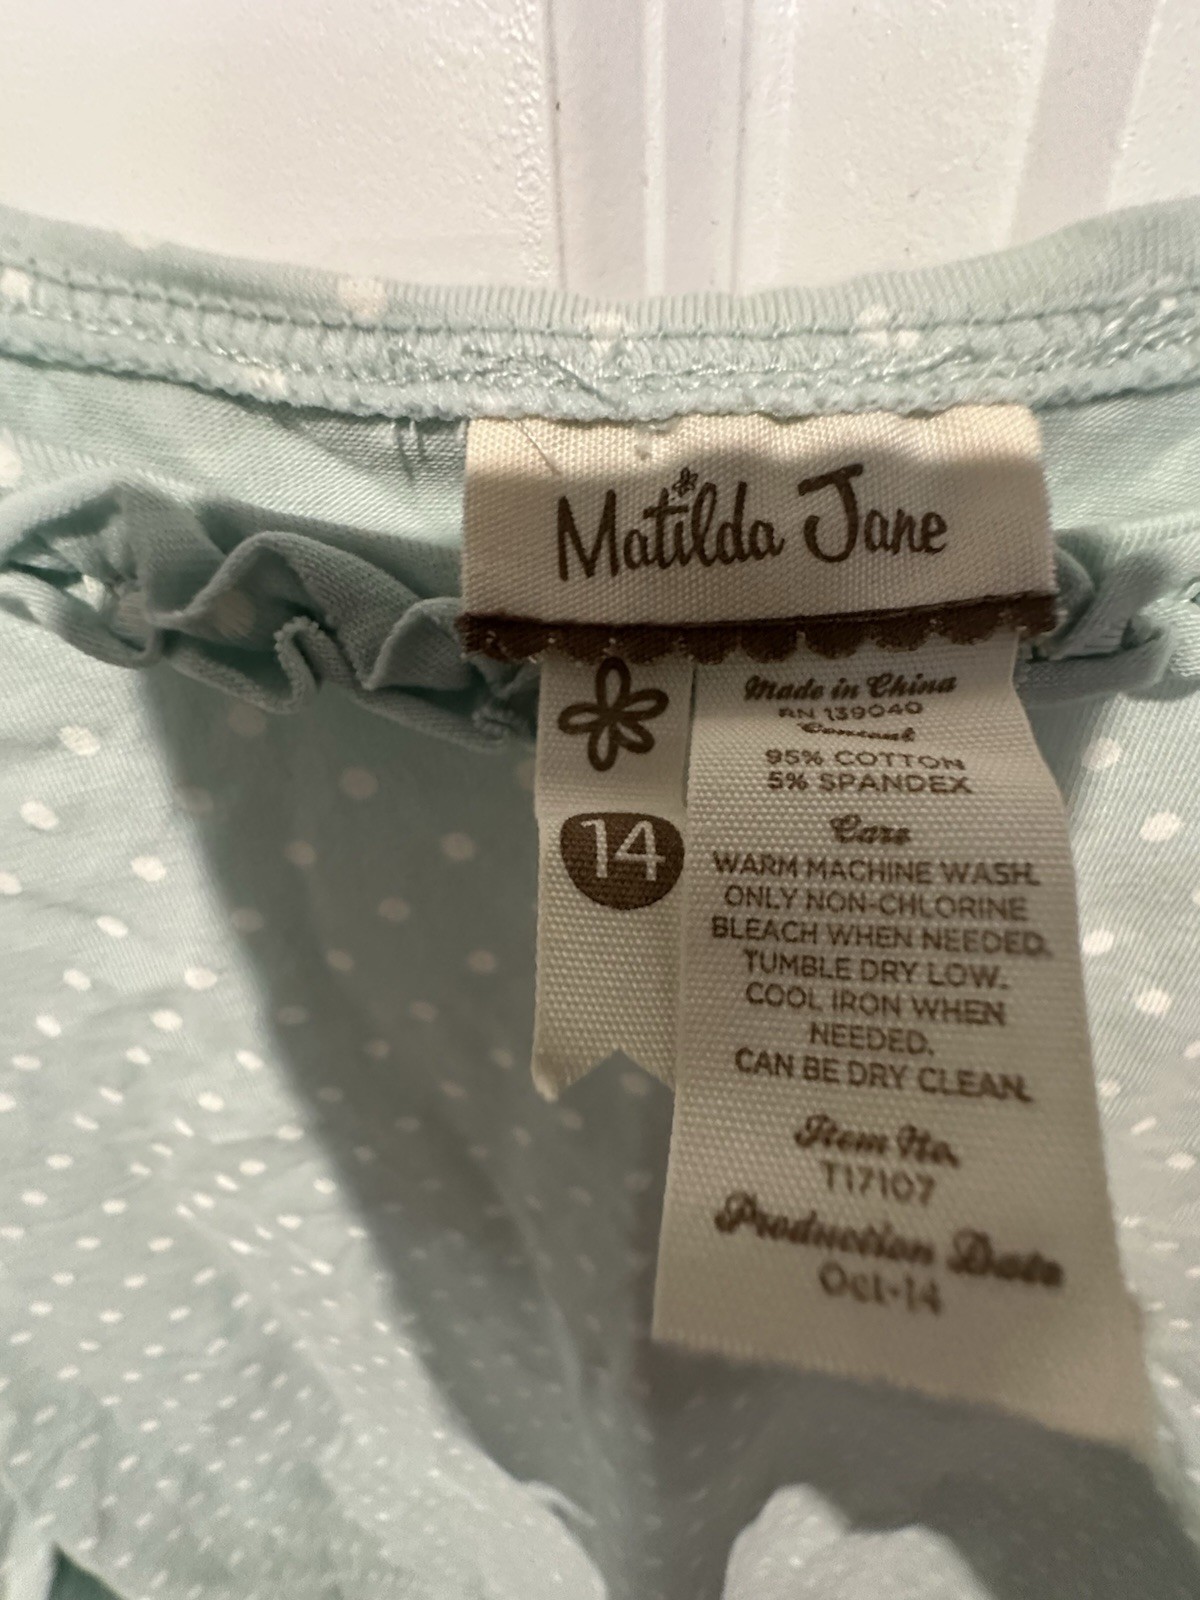 Matilda Jane
14
Made in China
RN 139040
Content
95% COTTON
5% SPANDEX
Care
WARM MACHINE WASH.
ONLY NON-CHLORINE
BLEACH WHEN NEEDED.
TUMBLE DRY LOW.
COOL IRON WHEN
NEEDED.
CAN BE DRY CLEAN.
Item No.
T17107
Production Date
Oct-14